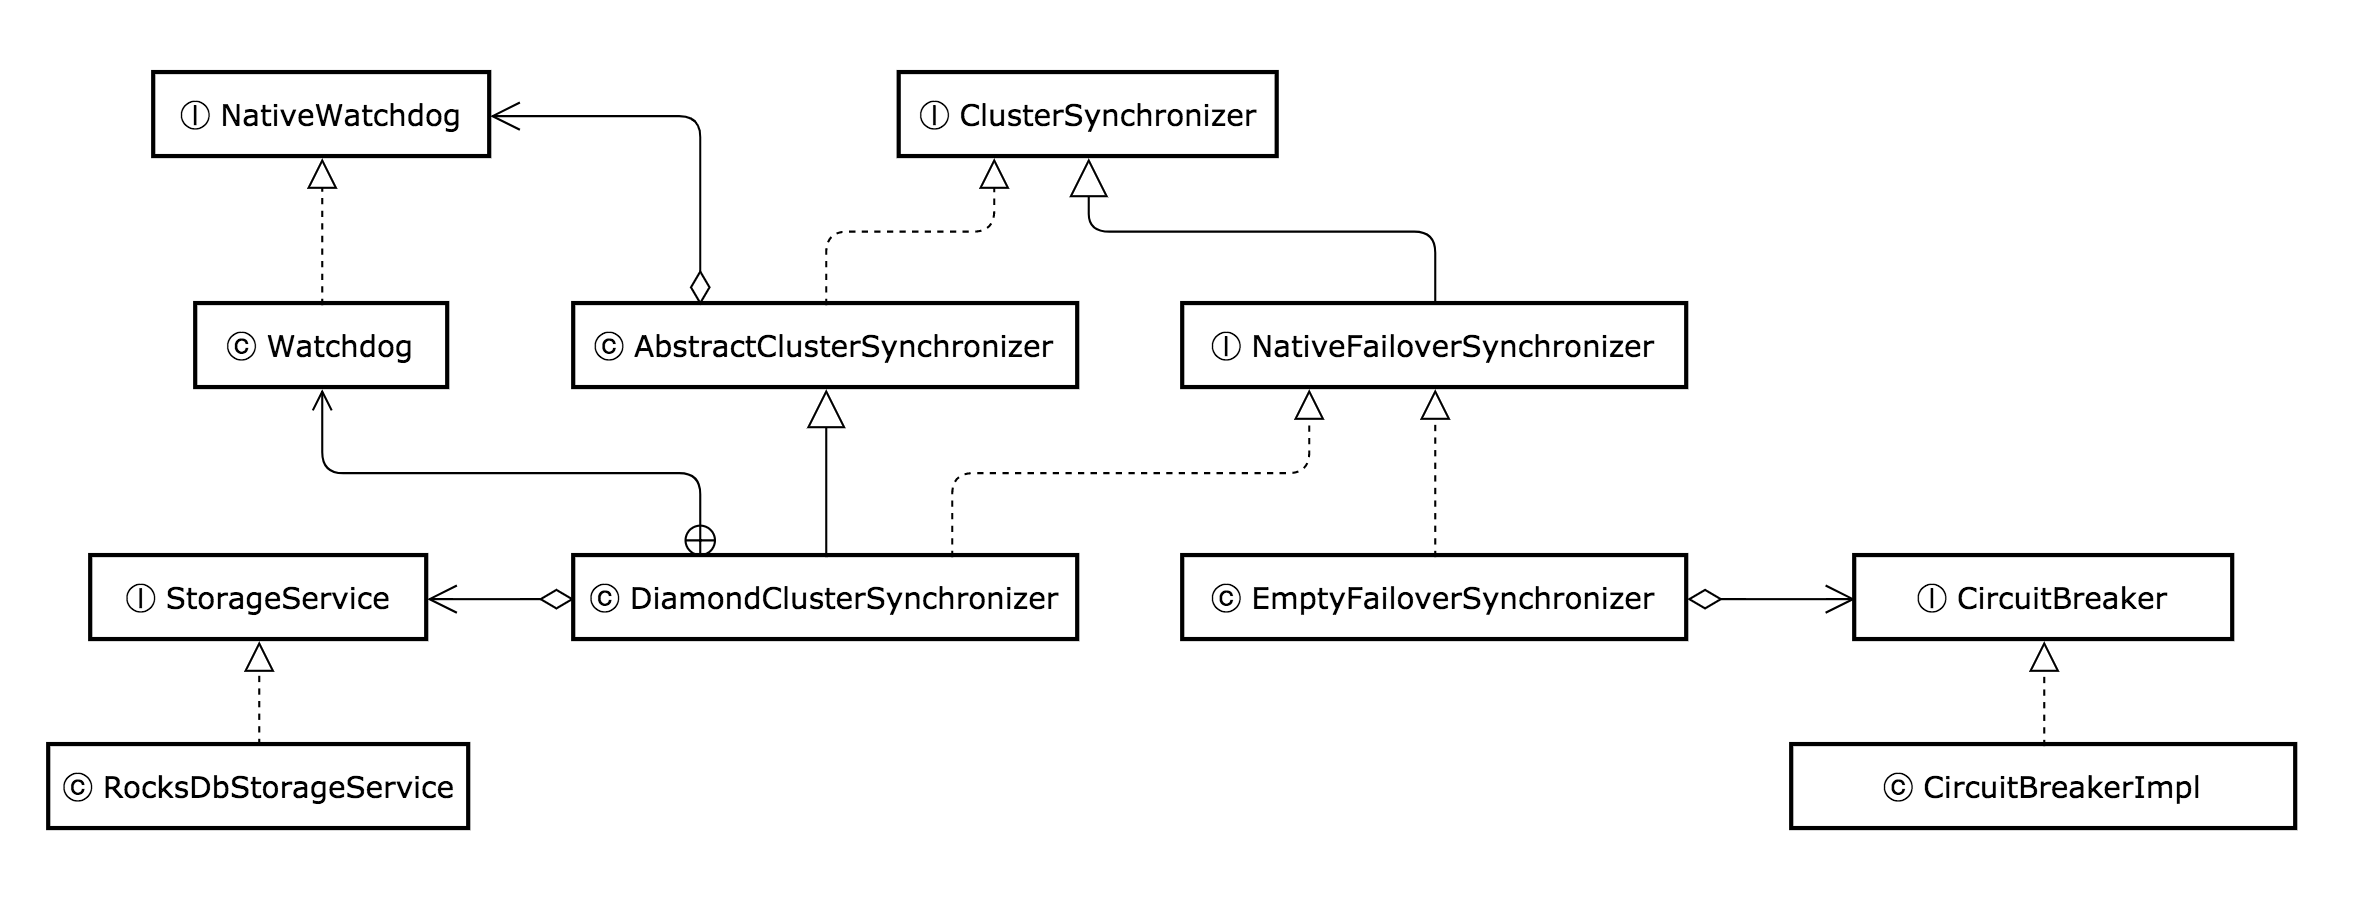 Ⓘ NativeWatchdog
Ⓘ ClusterSynchronizer
Ⓒ Watchdog
Ⓒ AbstractClusterSynchronizer
Ⓘ NativeFailoverSynchronizer
Ⓘ StorageService
Ⓒ DiamondClusterSynchronizer
Ⓒ EmptyFailoverSynchronizer
Ⓘ CircuitBreaker
Ⓒ RocksDbStorageService
Ⓒ CircuitBreakerImpl